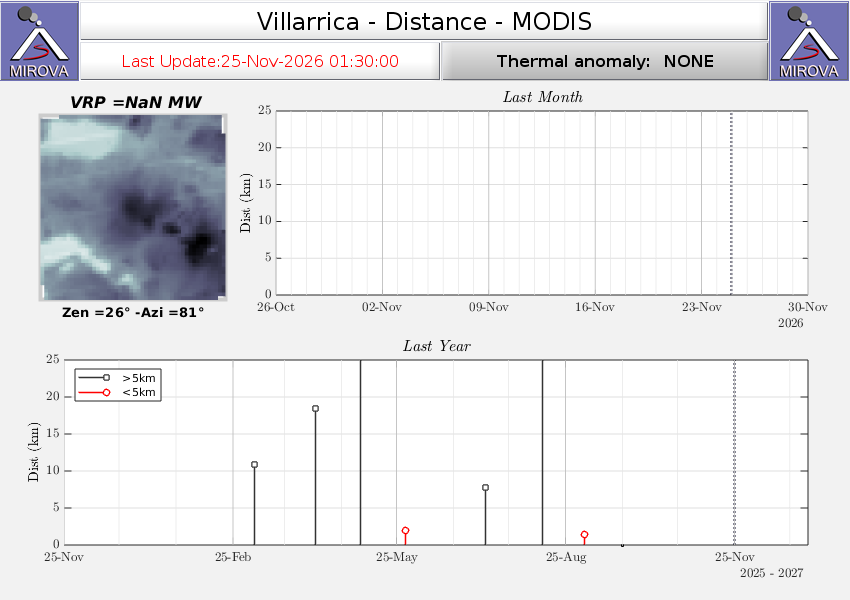 Villarrica - Distance - MODIS
MIROVA
MIROVA
Last Update:25-Nov-2026 01:30:00
Thermal anomaly: NONE
VRP =NaN MW
Zen =26° -Azi =81°
Last Month
Dist (km)
25
20
15
10
5
0
26-Oct
02-Nov
09-Nov
16-Nov
23-Nov
30-Nov
2026
Last Year
Dist (km)
25
20
15
10
5
0
>5km
<5km
25-Nov
25-Feb
25-May
25-Aug
25-Nov
2025 - 2027